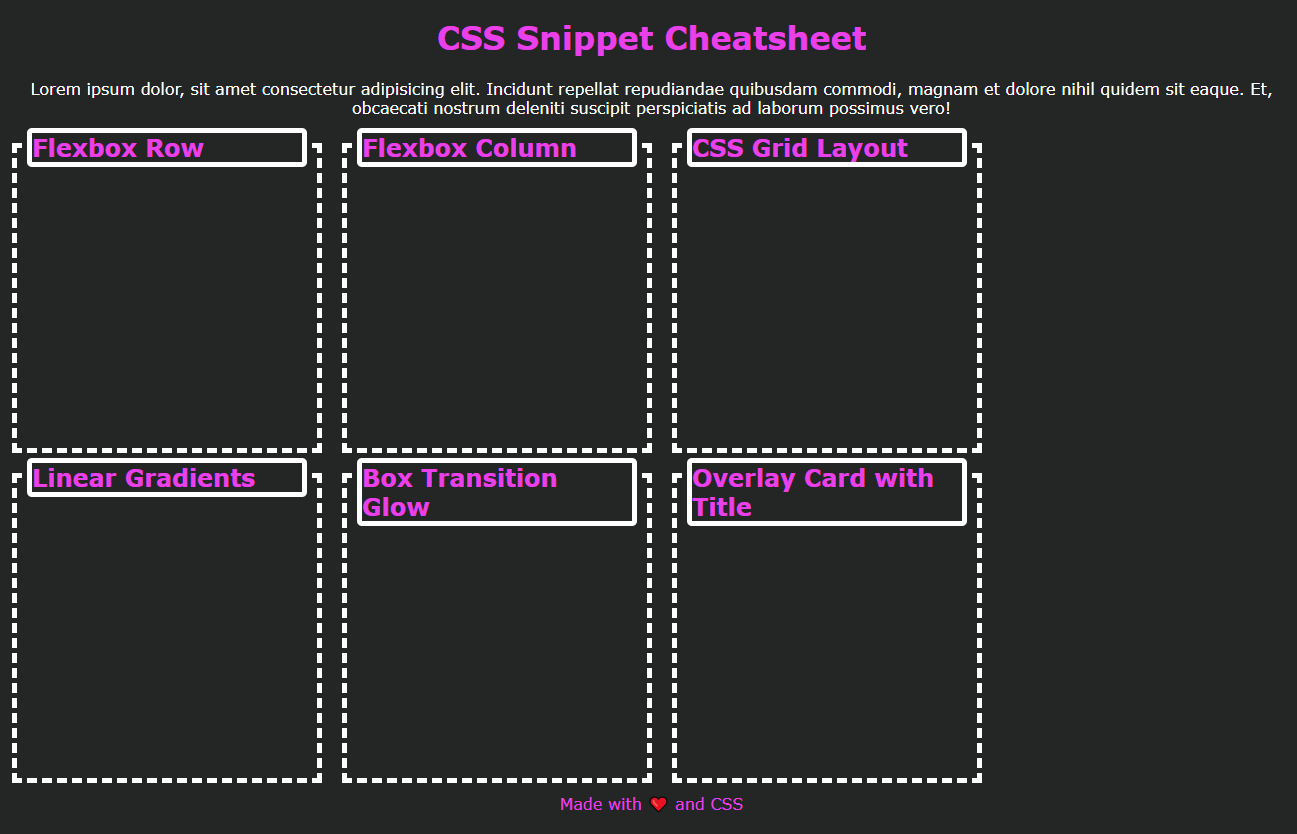 CSS Snippet Cheatsheet
Lorem ipsum dolor, sit amet consectetur adipisicing elit. Incidunt repellat repudiandae quibusdam commodi, magnam et dolore nihil quidem sit eaque. Et,
obcaecati nostrum deleniti suscipit perspiciatis ad laborum possimus vero!
Flexbox Row
Flexbox Column
CSS Grid Layout
Linear Gradients
Box Transition
Glow
Overlay Card with
Title
Made with ❤️ and CSS